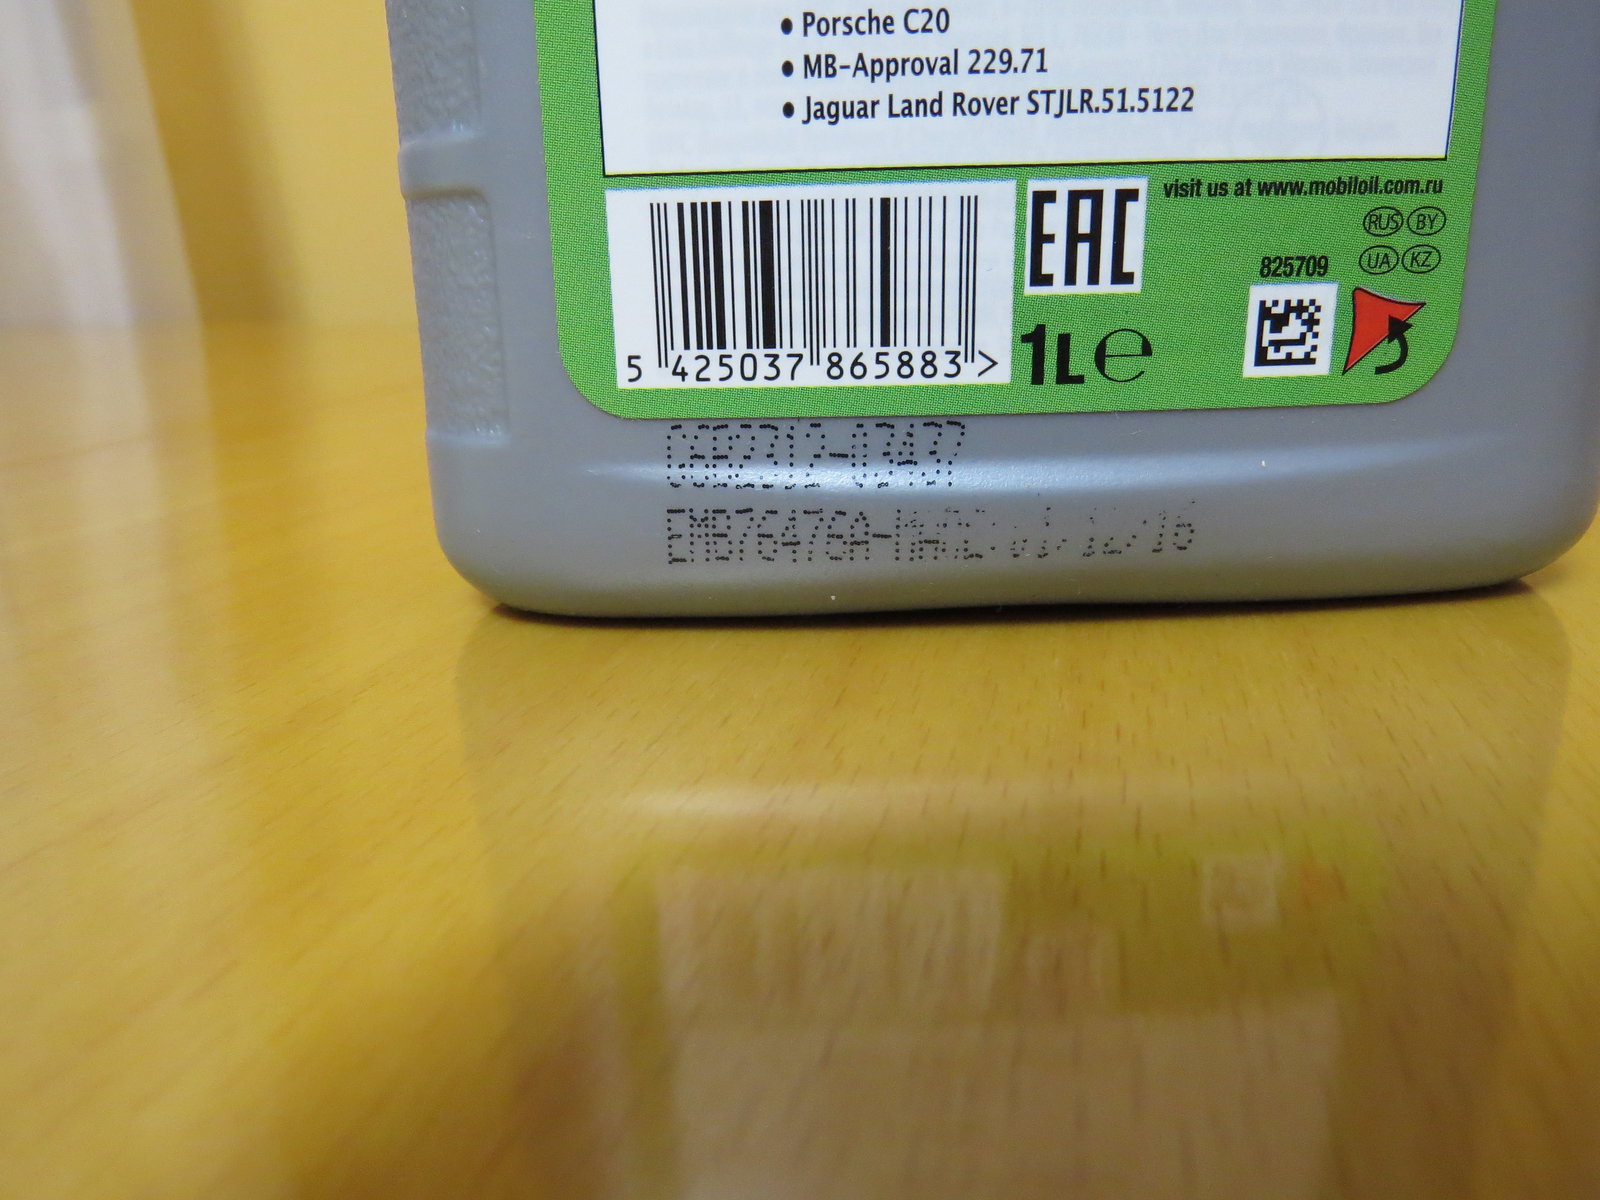 • Porsche C20
• MB-Approval 229.71
• Jaguar Land Rover STJLR.51.5122
visit us at www.mobiloil.com.ru
EAC
RUS BY
UA KZ
825709
5 425037 865883 >
1L e